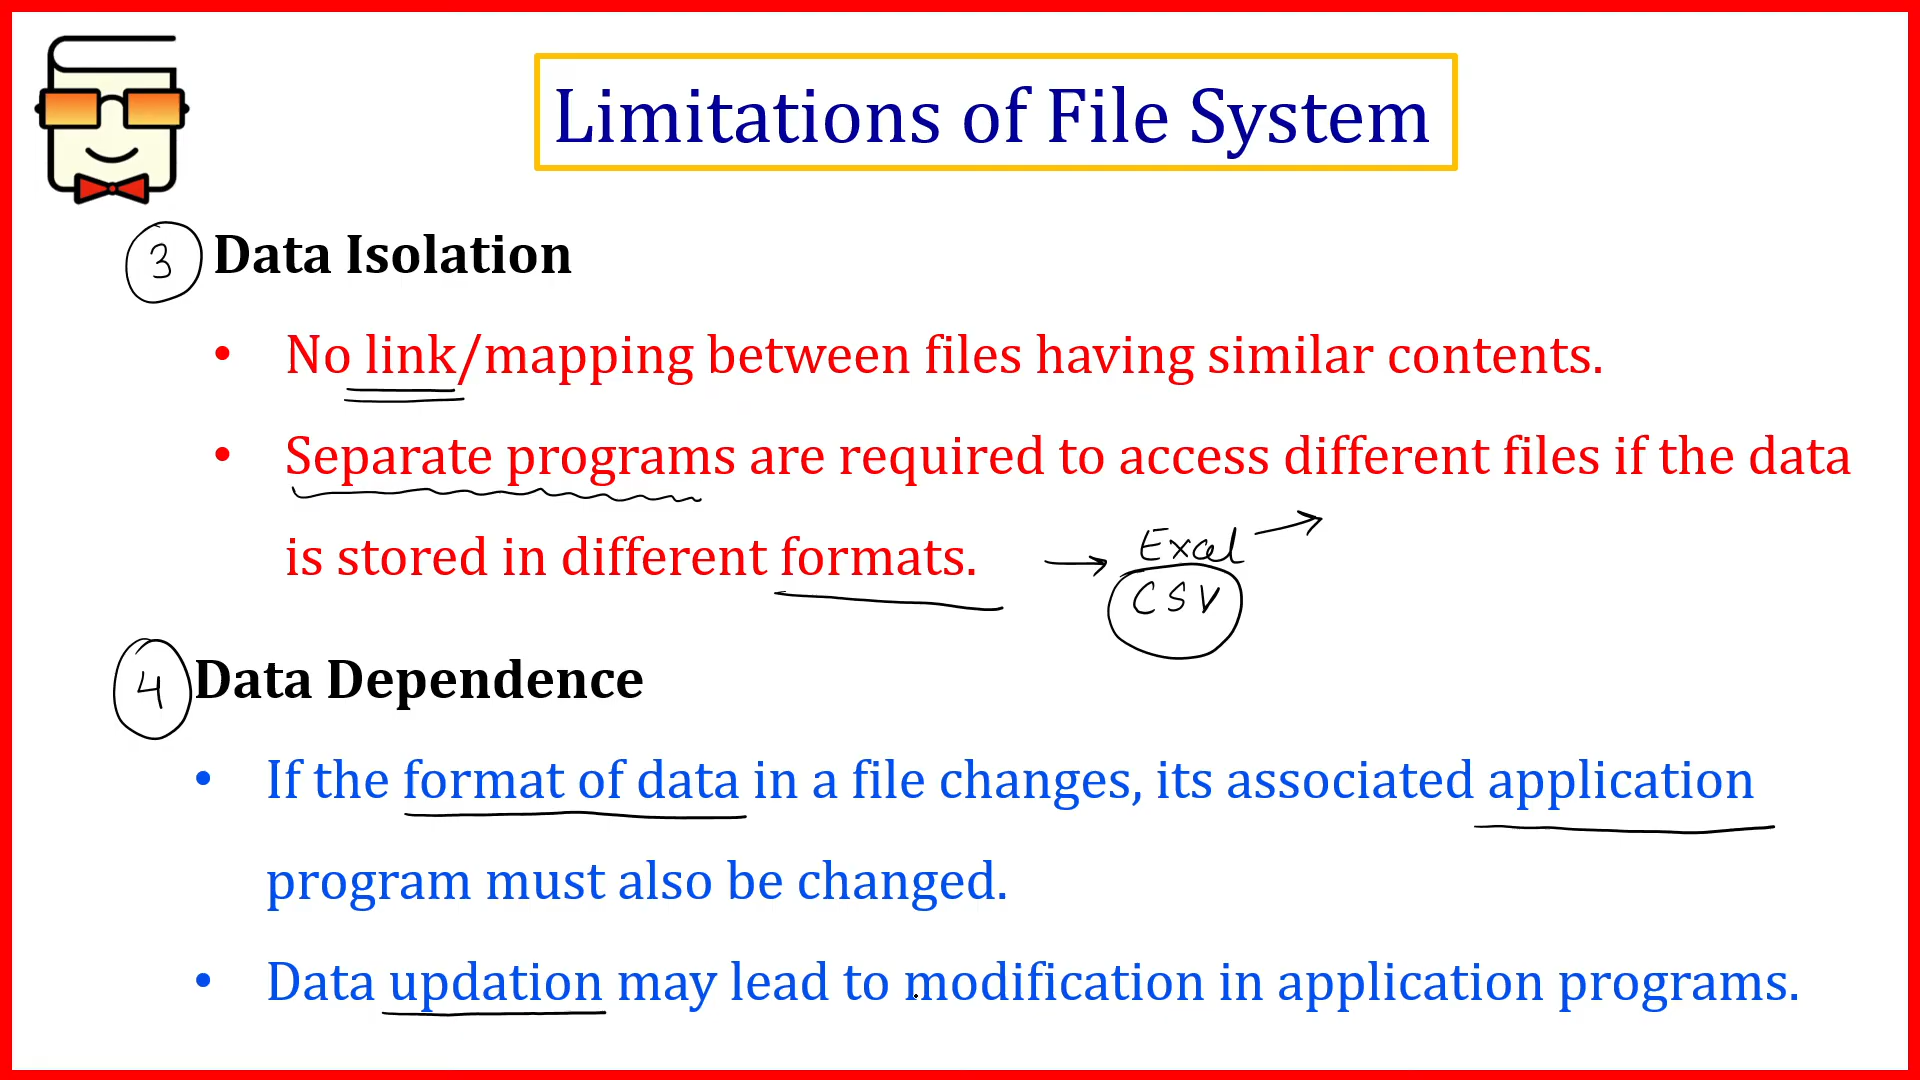 Limitations of File System
3 Data Isolation
• No link/mapping between files having similar contents.
• Separate programs are required to access different files if the data
is stored in different formats. → Excel →
CSV
4 Data Dependence
• If the format of data in a file changes, its associated application
program must also be changed.
• Data updation may lead to modification in application programs.